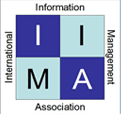 Information
International
I I
Management
M A
Association